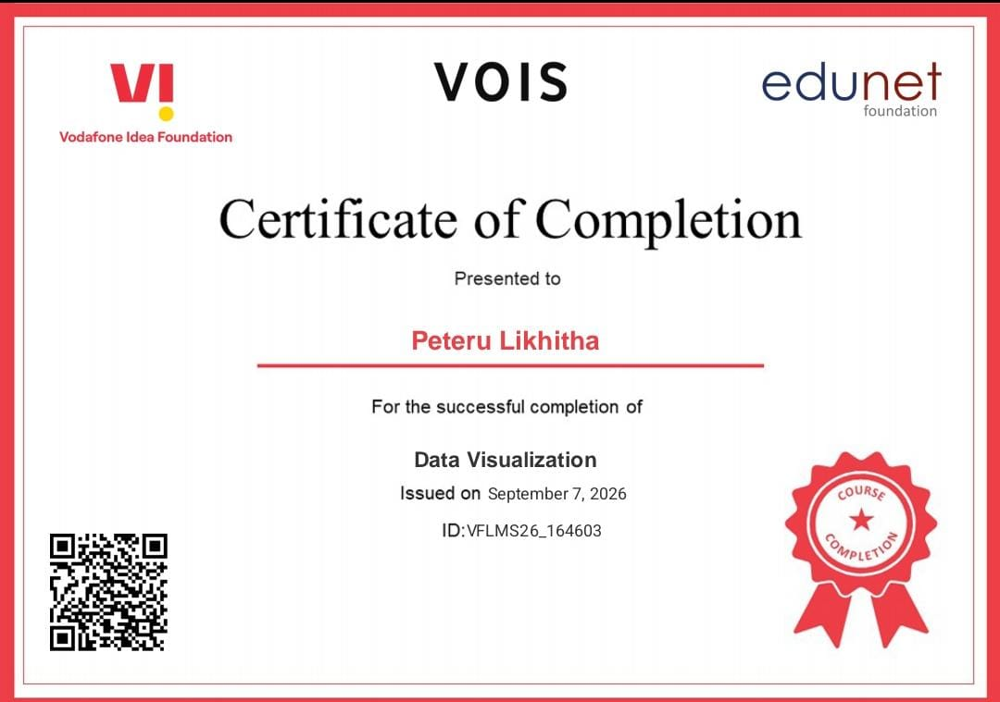 VI
Vodafone Idea Foundation
VOIS
edunet
foundation
Certificate of Completion
Presented to
Peteru Likhitha
For the successful completion of
Data Visualization
Issued on September 7, 2026
ID:VFLMS26_164603
COURSE
COMPLETION